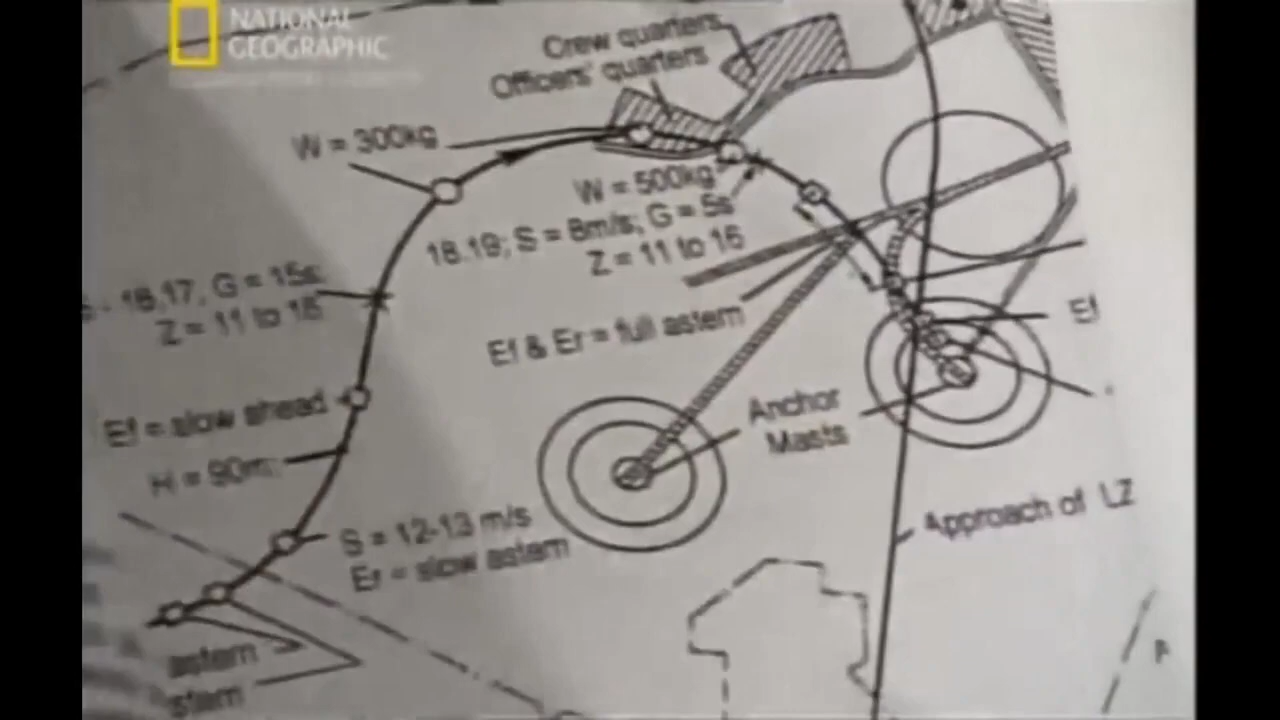 NATIONAL
GEOGRAPHIC
Crew quarters
Officers' quarters
W = 300kg
W = 500kg
18.19; S = 8m/s; G = 5s
Z = 11 to 16
18.17, G = 15s
Z = 11 to 16
Ef & Er = full astern
Ef
Ef = slow ahead
Anchor
Masts
H = 90m
S = 12-13 m/s
Er = slow astern
Approach of LZ
astern
stern